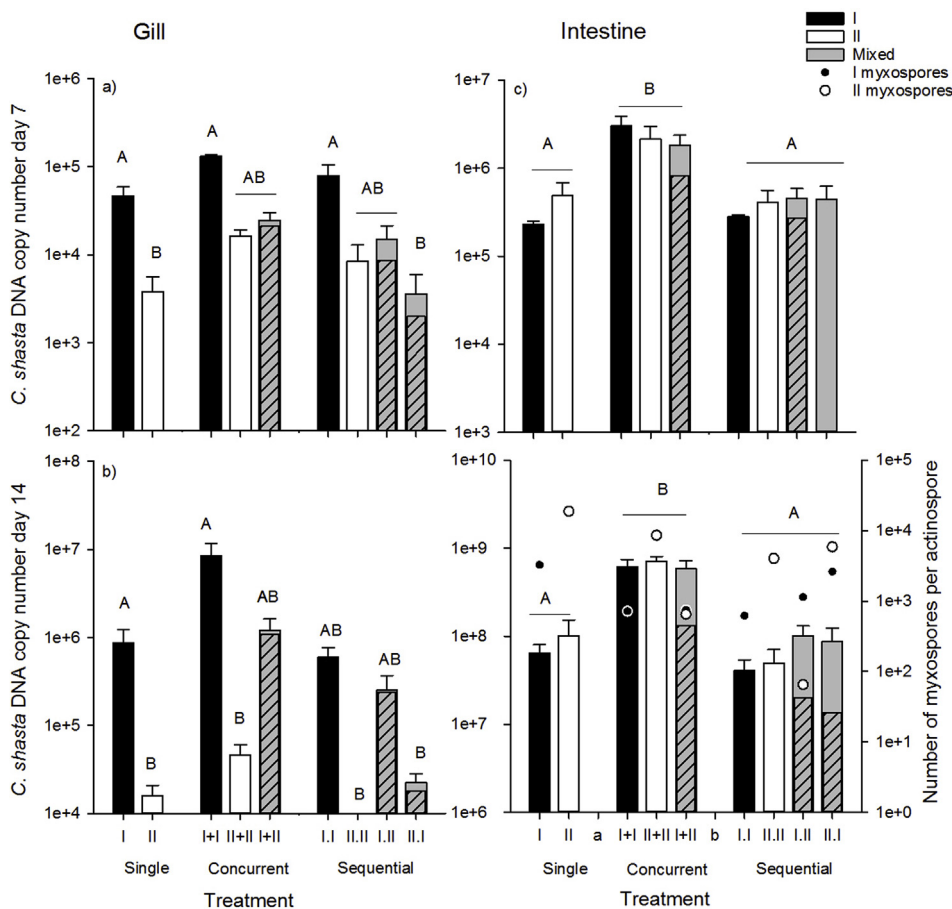 Gill
Intestine
I
II
Mixed
I myxospores
II myxospores
C. shasta DNA copy number day 7
1e+6
1e+5
1e+4
1e+3
1e+2
a)
A
B
A
AB
A
AB
B
1e+7
1e+6
1e+5
1e+4
1e+3
c)
A
B
A
C. shasta DNA copy number day 14
1e+8
1e+7
1e+6
1e+5
1e+4
b)
A
B
A
B
AB
AB
B
AB
B
I II I+I II+II I+II I.I II.II I.II II.I
Single Concurrent Sequential
Treatment
1e+10
1e+9
1e+8
1e+7
1e+6
A
B
A
1e+5
1e+4
1e+3
1e+2
1e+1
1e+0
Number of myxospores per actinospore
I II a I+I II+II I+II b I.I II.II I.II II.I
Single Concurrent Sequential
Treatment